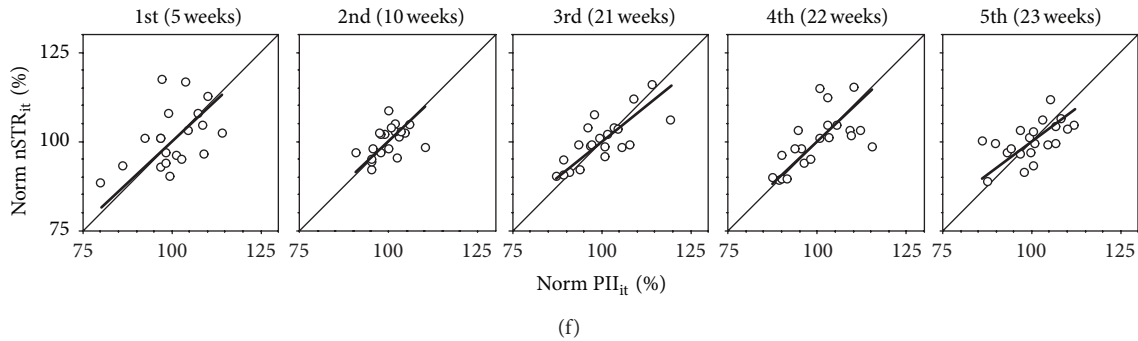 1st (5 weeks) 2nd (10 weeks) 3rd (21 weeks) 4th (22 weeks) 5th (23 weeks)
125
100
75
Norm nSTR_it (%)
75 100 125 75 100 125 75 100 125 75 100 125 75 100 125
Norm PII_it (%)
(f)